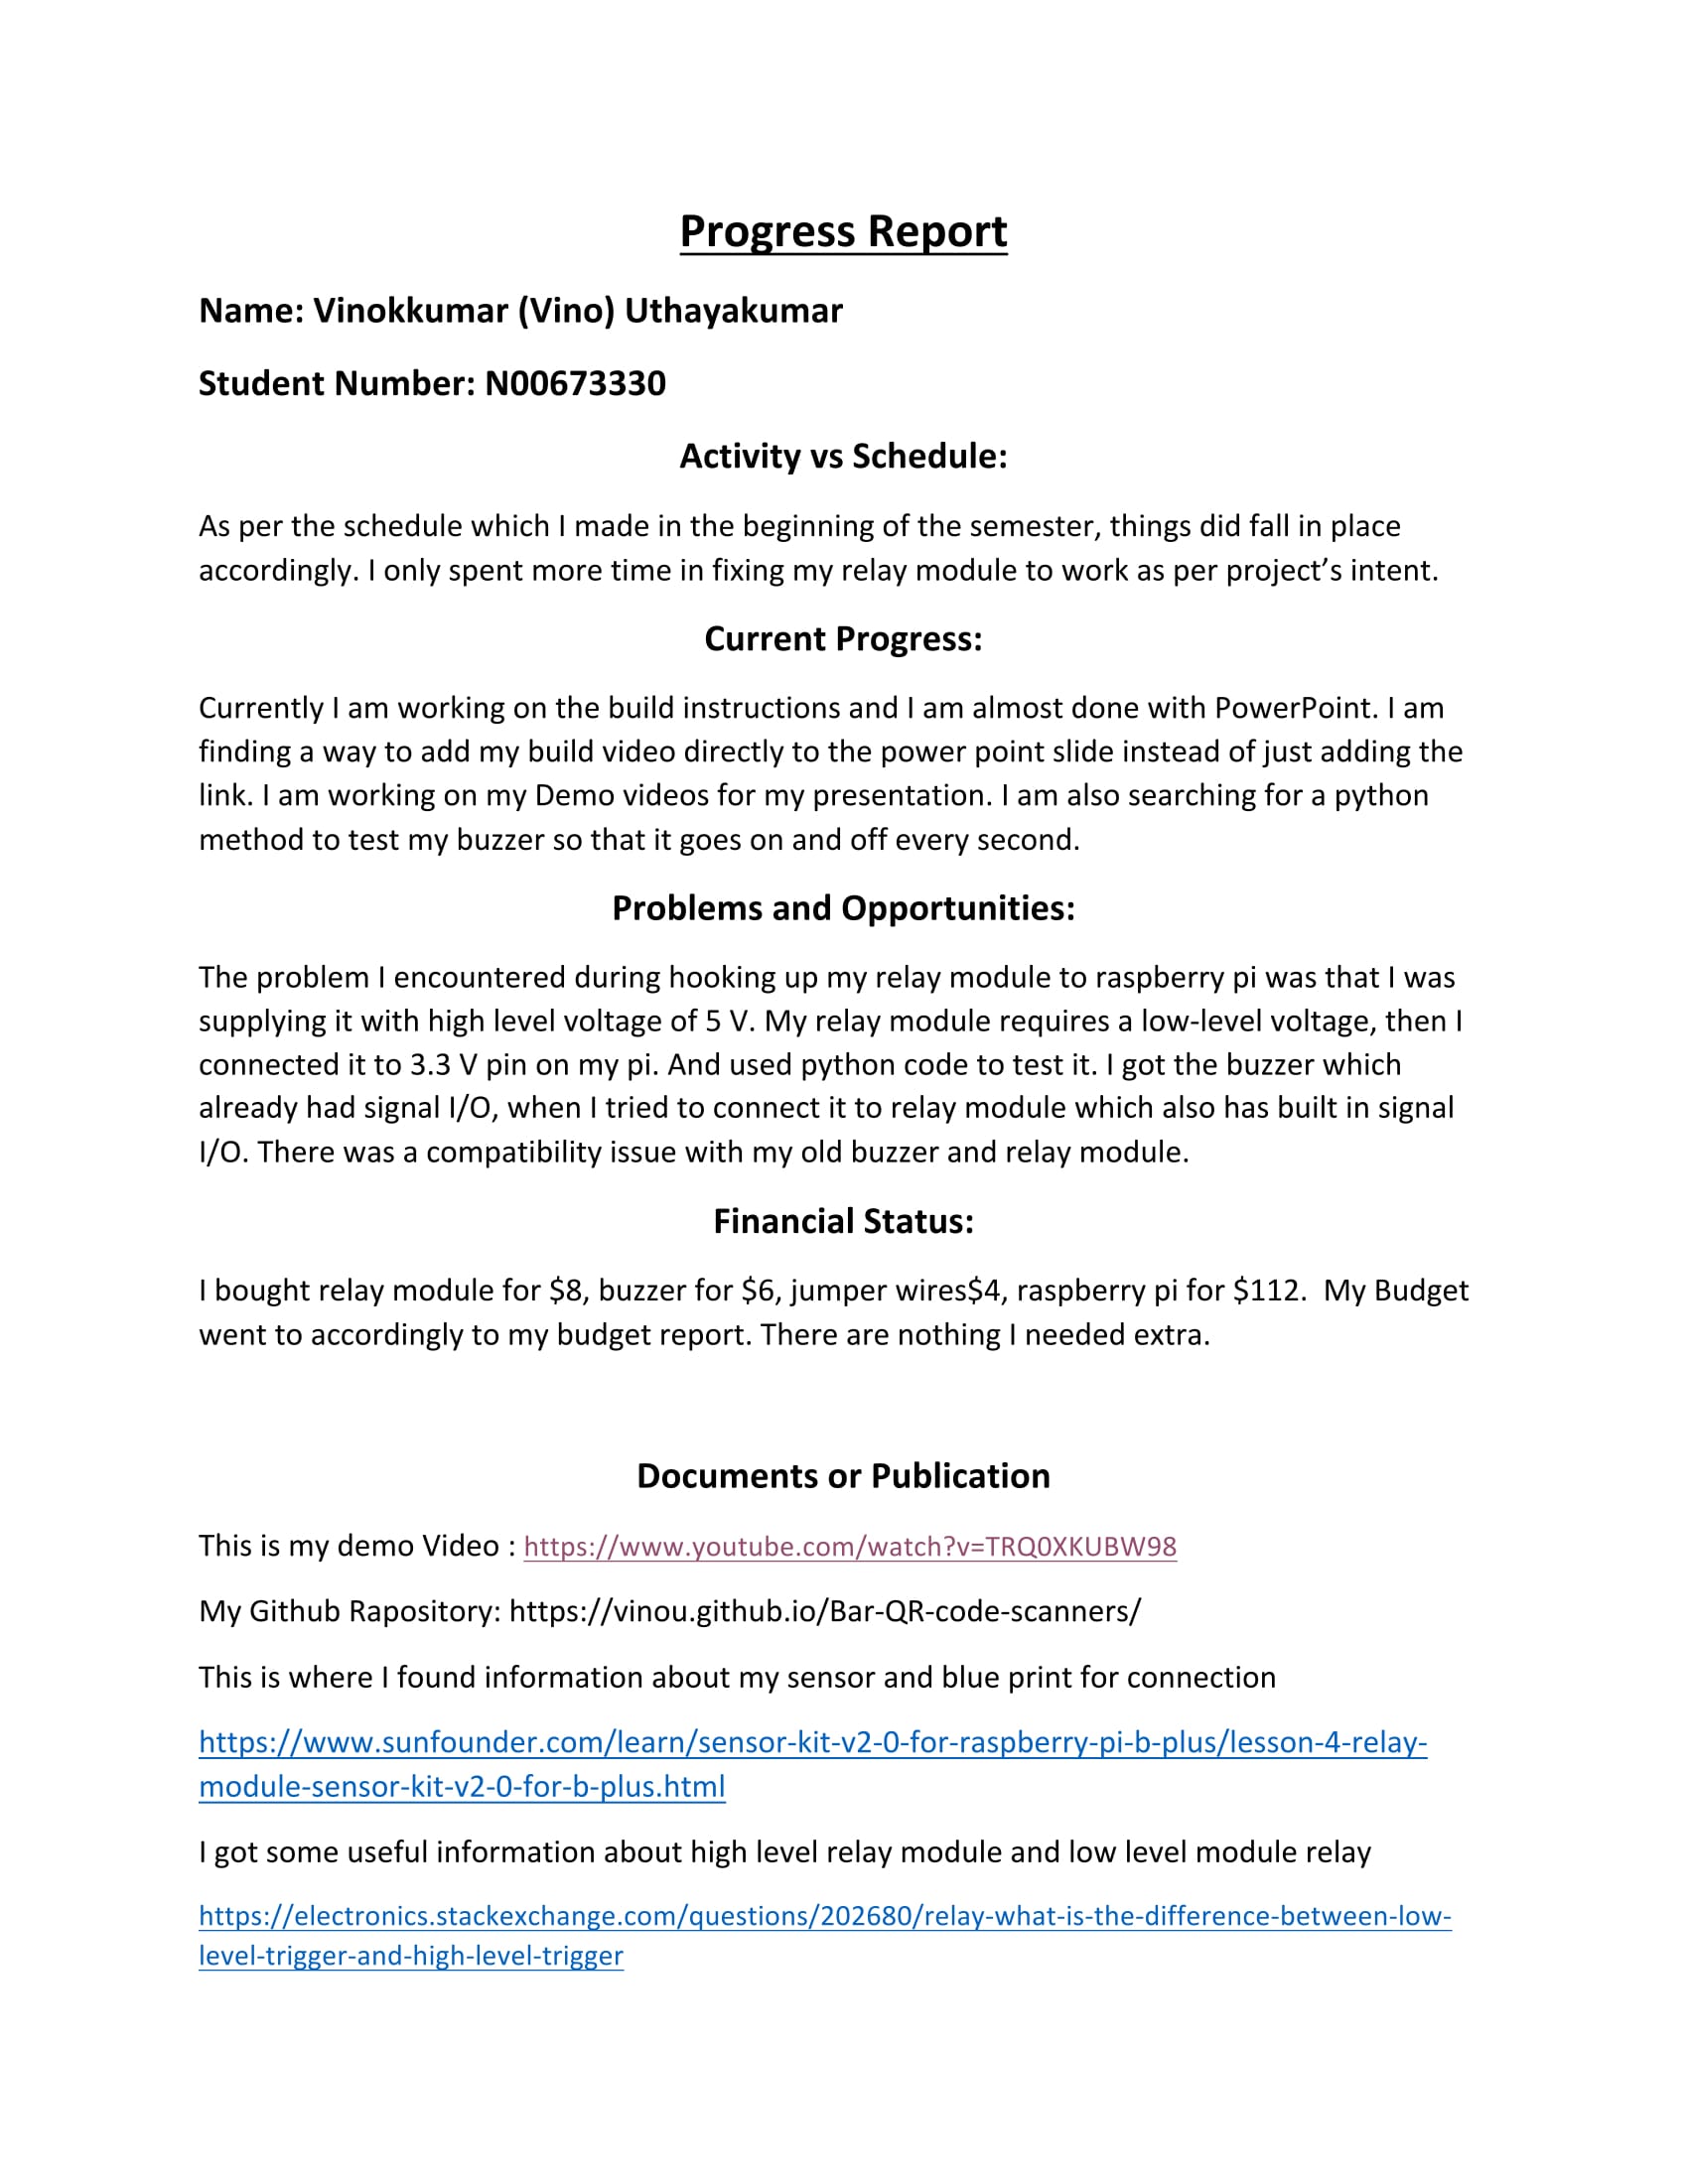 Progress Report
Name: Vinokkumar (Vino) Uthayakumar
Student Number: N00673330
Activity vs Schedule:
As per the schedule which I made in the beginning of the semester, things did fall in place
accordingly. I only spent more time in fixing my relay module to work as per project’s intent.
Current Progress:
Currently I am working on the build instructions and I am almost done with PowerPoint. I am
finding a way to add my build video directly to the power point slide instead of just adding the
link. I am working on my Demo videos for my presentation. I am also searching for a python
method to test my buzzer so that it goes on and off every second.
Problems and Opportunities:
The problem I encountered during hooking up my relay module to raspberry pi was that I was
supplying it with high level voltage of 5 V. My relay module requires a low-level voltage, then I
connected it to 3.3 V pin on my pi. And used python code to test it. I got the buzzer which
already had signal I/O, when I tried to connect it to relay module which also has built in signal
I/O. There was a compatibility issue with my old buzzer and relay module.
Financial Status:
I bought relay module for $8, buzzer for $6, jumper wires$4, raspberry pi for $112.  My Budget
went to accordingly to my budget report. There are nothing I needed extra.
Documents or Publication
This is my demo Video : https://www.youtube.com/watch?v=TRQ0XKUBW98
My Github Rapository: https://vinou.github.io/Bar-QR-code-scanners/
This is where I found information about my sensor and blue print for connection
https://www.sunfounder.com/learn/sensor-kit-v2-0-for-raspberry-pi-b-plus/lesson-4-relay-
module-sensor-kit-v2-0-for-b-plus.html
I got some useful information about high level relay module and low level module relay
https://electronics.stackexchange.com/questions/202680/relay-what-is-the-difference-between-low-
level-trigger-and-high-level-trigger